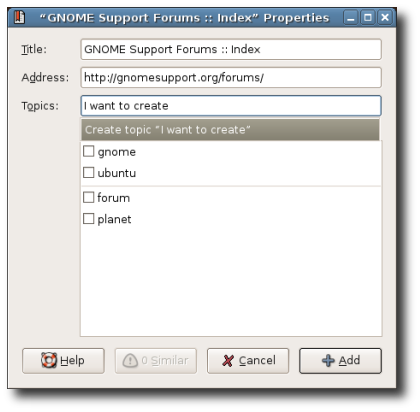 “GNOME Support Forums :: Index” Properties
Title: GNOME Support Forums :: Index
Address: http://gnomesupport.org/forums/
Topics: I want to create
Create topic “I want to create”
gnome
ubuntu
forum
planet
Help 0 Similar Cancel Add